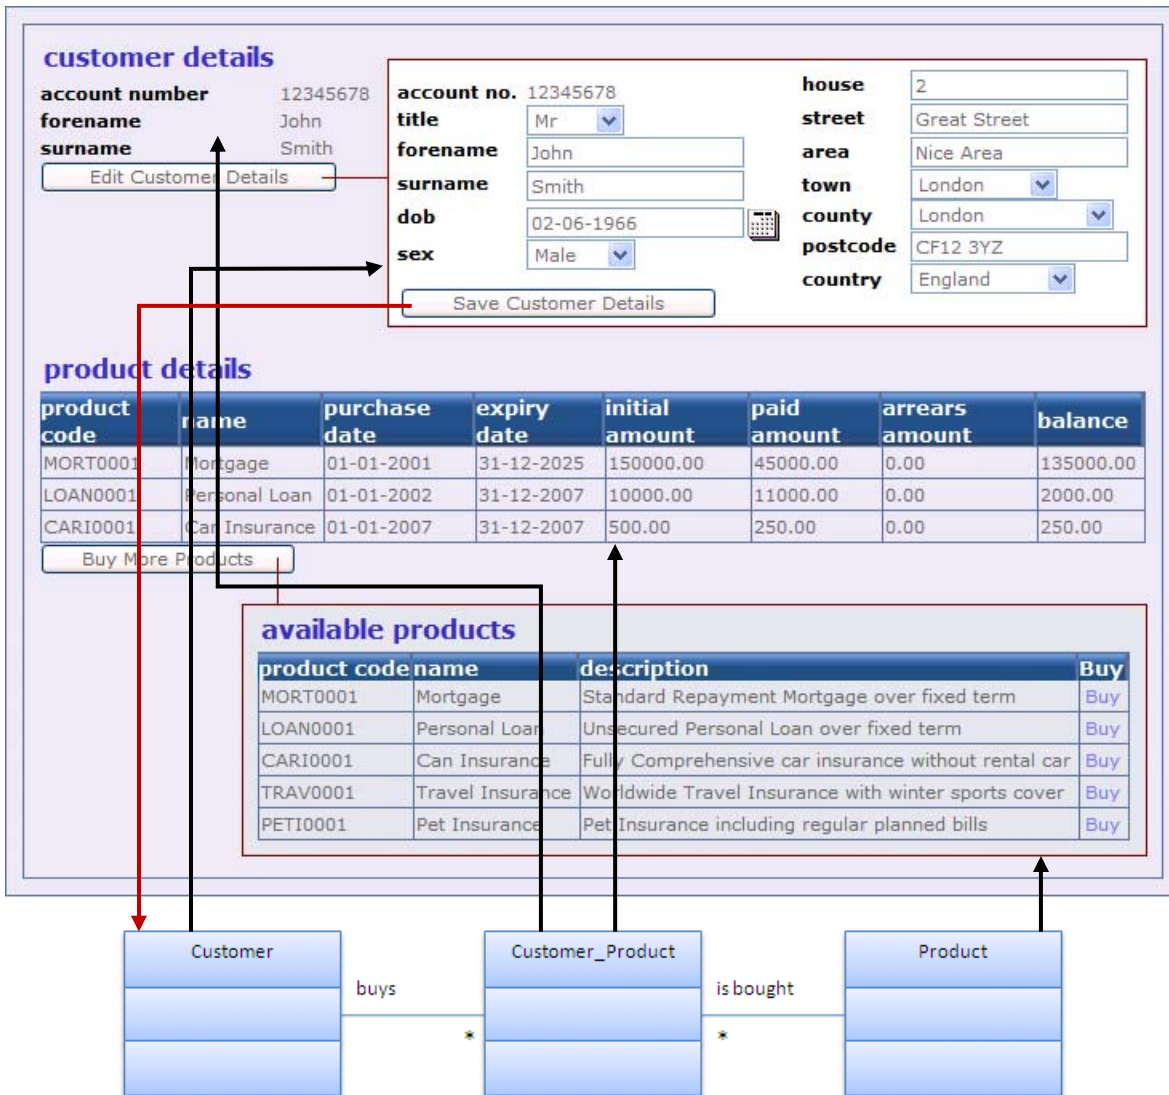 customer details
account number 12345678
forename John
surname Smith
Edit Customer Details
account no. 12345678
title Mr
forename John
surname Smith
dob 02-06-1966
sex Male
Save Customer Details
house 2
street Great Street
area Nice Area
town London
county London
postcode CF12 3YZ
country England
product details
product code name purchase date expiry date initial amount paid amount arrears amount balance
MORT0001 Mortgage 01-01-2001 31-12-2025 150000.00 45000.00 0.00 135000.00
LOAN0001 Personal Loan 01-01-2002 31-12-2007 10000.00 11000.00 0.00 2000.00
CARI0001 Car Insurance 01-01-2007 31-12-2007 500.00 250.00 0.00 250.00
Buy More Products
available products
product code name description Buy
MORT0001 Mortgage Standard Repayment Mortgage over fixed term Buy
LOAN0001 Personal Loan Unsecured Personal Loan over fixed term Buy
CARI0001 Can Insurance Fully Comprehensive car insurance without rental car Buy
TRAV0001 Travel Insurance Worldwide Travel Insurance with winter sports cover Buy
PETI0001 Pet Insurance Pet Insurance including regular planned bills Buy
Customer Customer_Product Product
buys is bought
* *